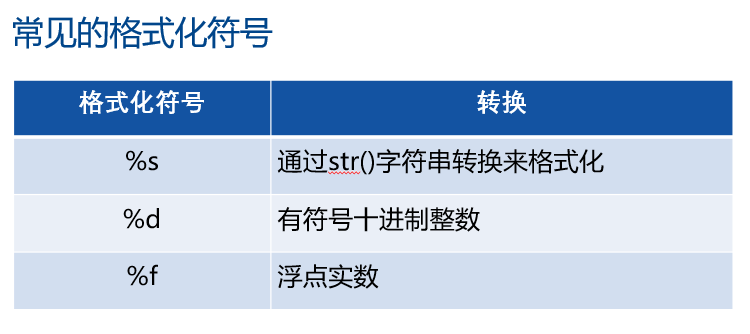 常见的格式化符号
格式化符号 转换
%s 通过str()字符串转换来格式化
%d 有符号十进制整数
%f 浮点实数